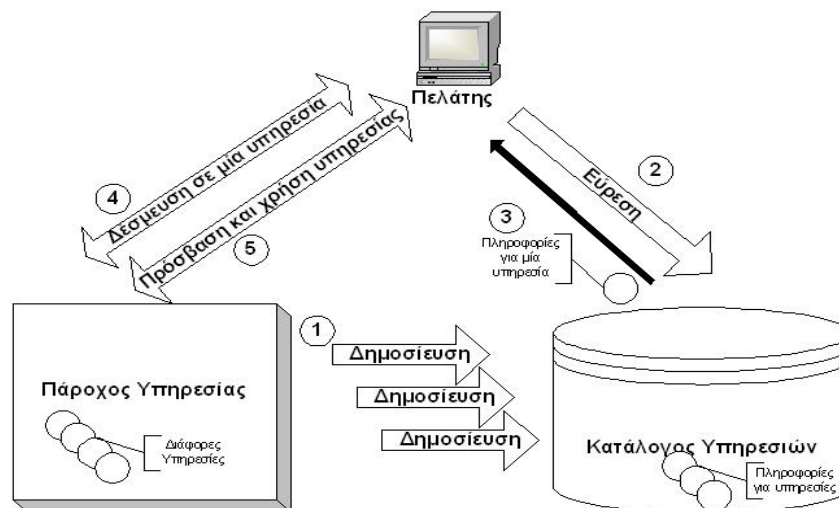 Πελάτης
Δέσμευση σε μία υπηρεσία
4
Πρόσβαση και χρήση υπηρεσίας
5
2
Εύρεση
3
Πληροφορίες
για μία
υπηρεσία
1
Δημοσίευση
Δημοσίευση
Δημοσίευση
Πάροχος Υπηρεσίας
Διάφορες
Υπηρεσίες
Κατάλογος Υπηρεσιών
Πληροφορίες
για υπηρεσίες